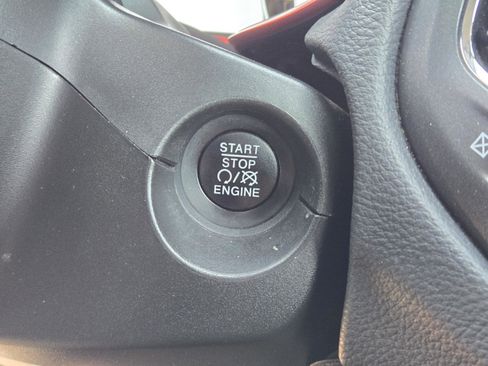 START
STOP
/
ENGINE